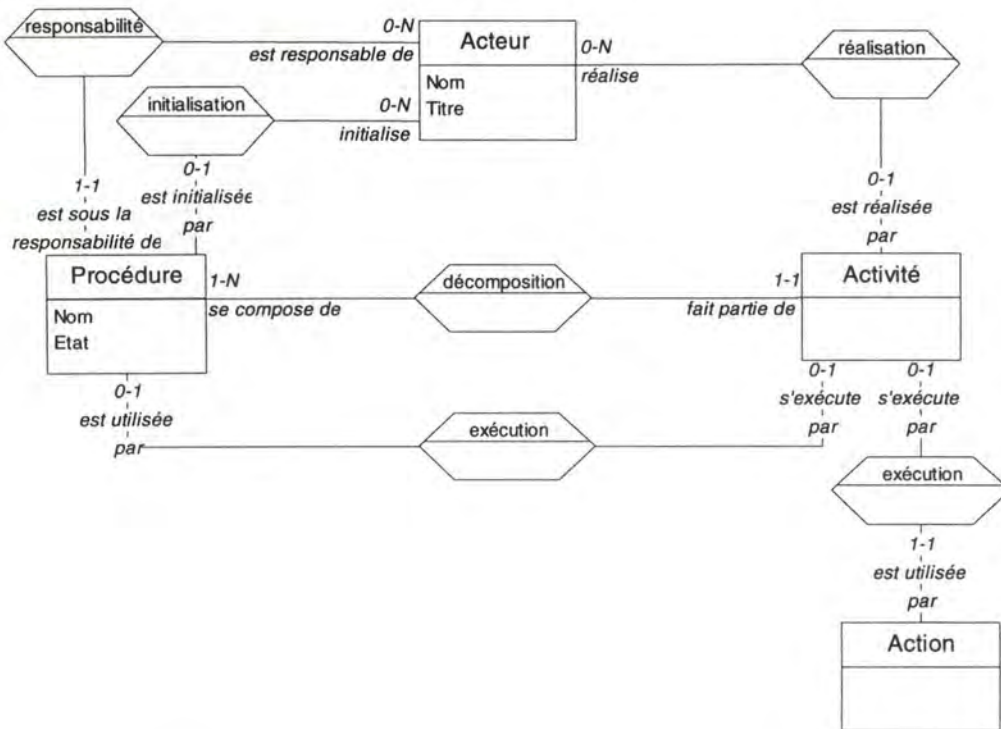 responsabilité
0-N
est responsable de
Acteur
Nom
Titre
0-N
réalise
réalisation
initialisation
0-N
initialise
1-1
est sous la
responsabilité de
0-1
est initialisée
par
0-1
est réalisée
par
Procédure
Nom
Etat
1-N
se compose de
décomposition
1-1
fait partie de
Activité
0-1
est utilisée
par
exécution
0-1
s'exécute
par
0-1
s'exécute
par
exécution
1-1
est utilisée
par
Action